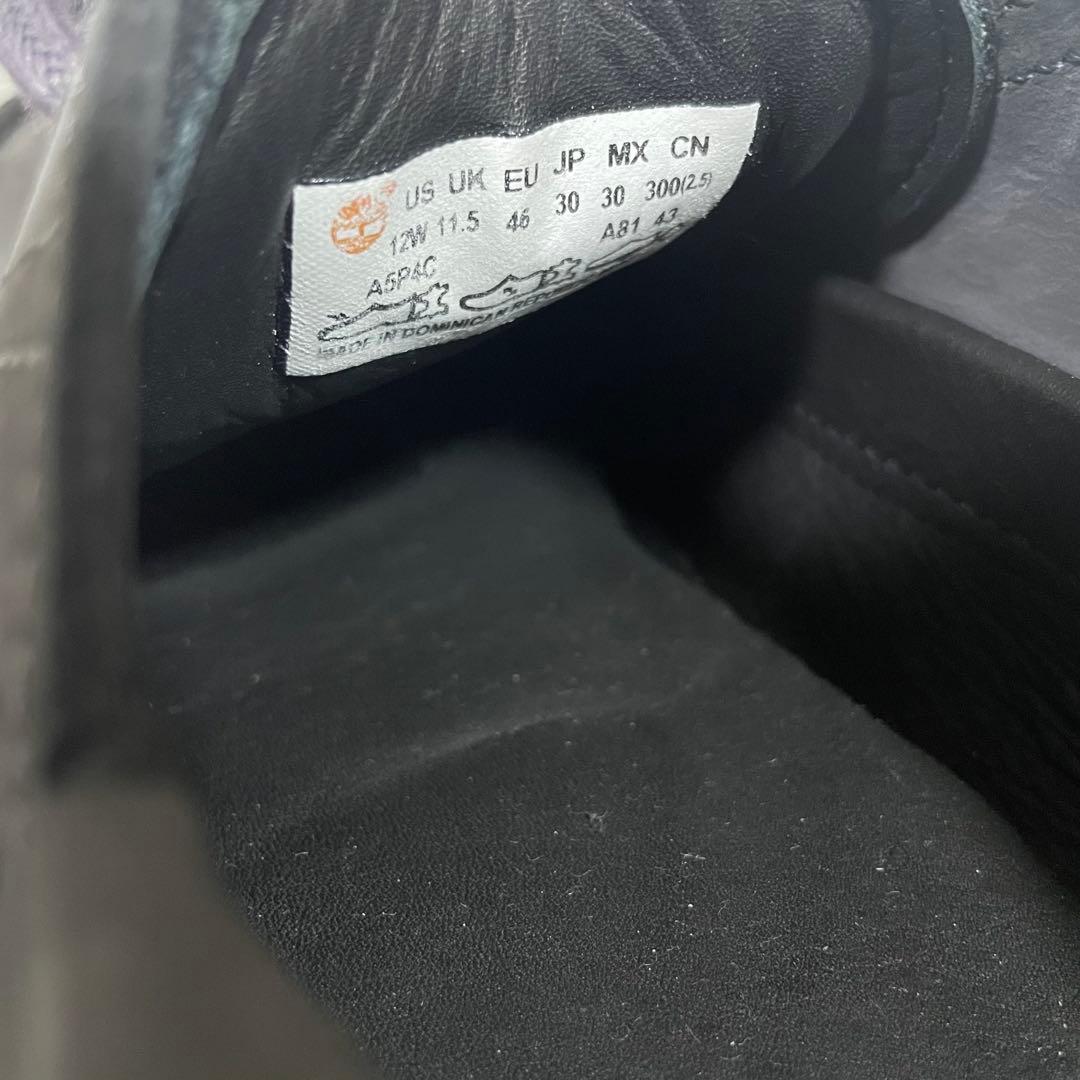 US UK EU JP MX CN
12W 11.5 46 30 30 300(2.5)
A5P4C A81 43
MADE IN DOMINICAN